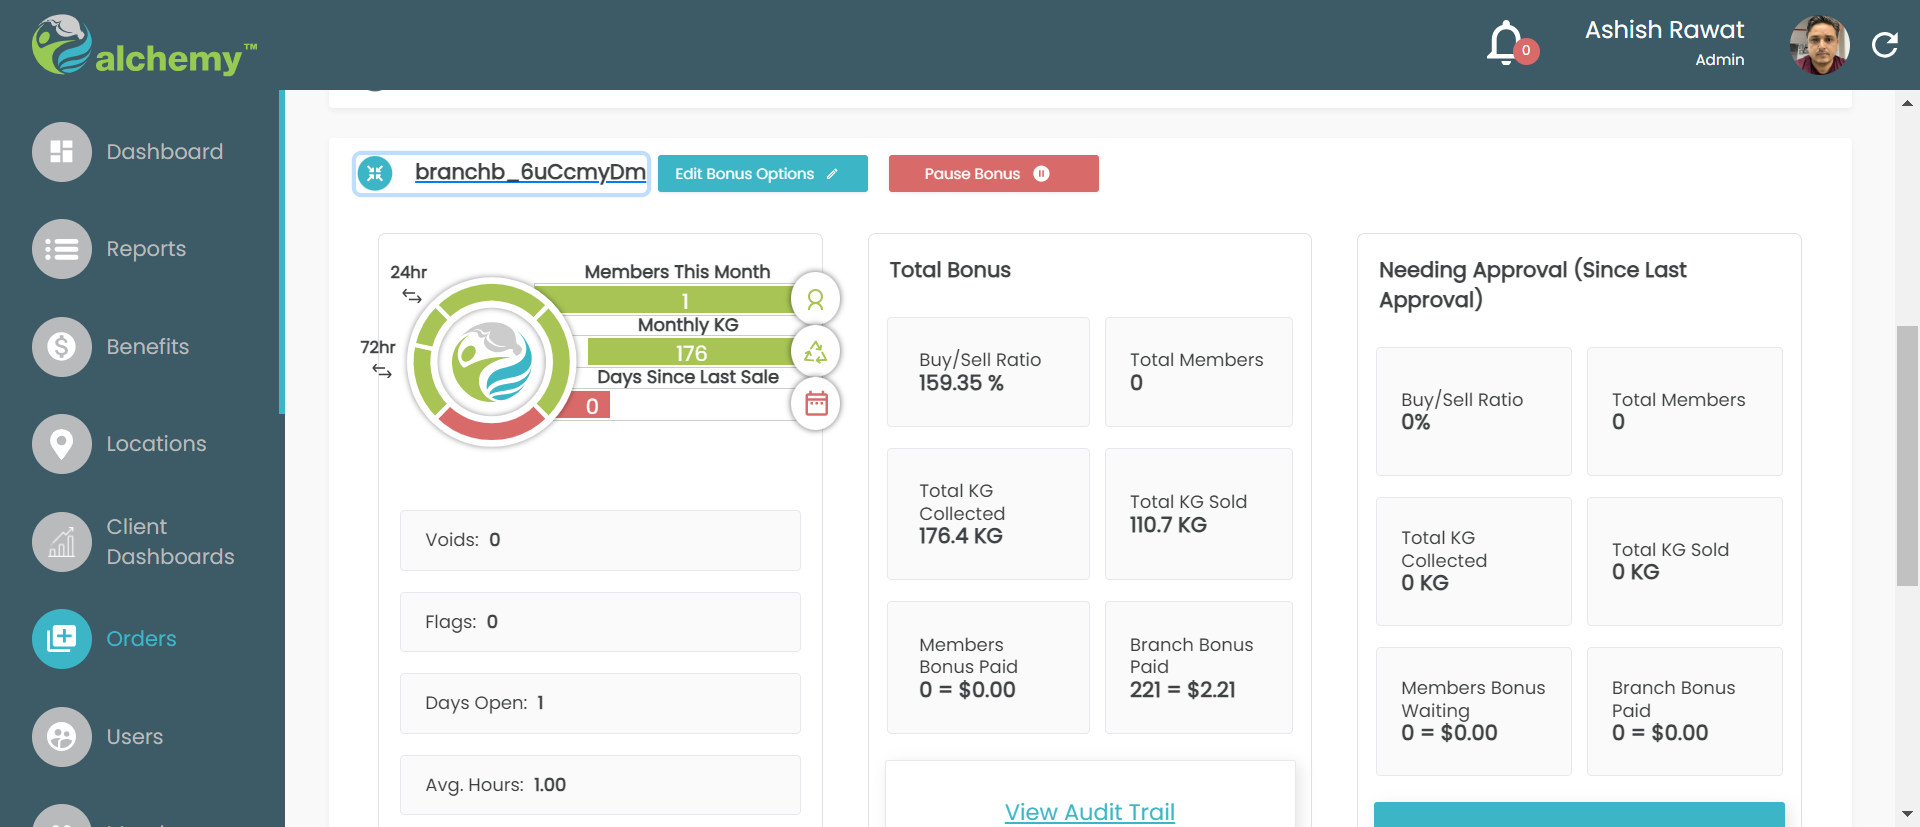 alchemy™
0
Ashish Rawat
Admin
Dashboard
Reports
Benefits
Locations
Client
Dashboards
Orders
Users
branchb_6uCcmyDm
Edit Bonus Options
Pause Bonus
24hr
72hr
Members This Month
1
Monthly KG
176
Days Since Last Sale
0
Voids: 0
Flags: 0
Days Open: 1
Avg. Hours: 1.00
Total Bonus
Buy/Sell Ratio
159.35 %
Total Members
0
Total KG
Collected
176.4 KG
Total KG Sold
110.7 KG
Members
Bonus Paid
0 = $0.00
Branch Bonus
Paid
221 = $2.21
View Audit Trail
Needing Approval (Since Last
Approval)
Buy/Sell Ratio
0%
Total Members
0
Total KG
Collected
0 KG
Total KG Sold
0 KG
Members Bonus
Waiting
0 = $0.00
Branch Bonus
Paid
0 = $0.00